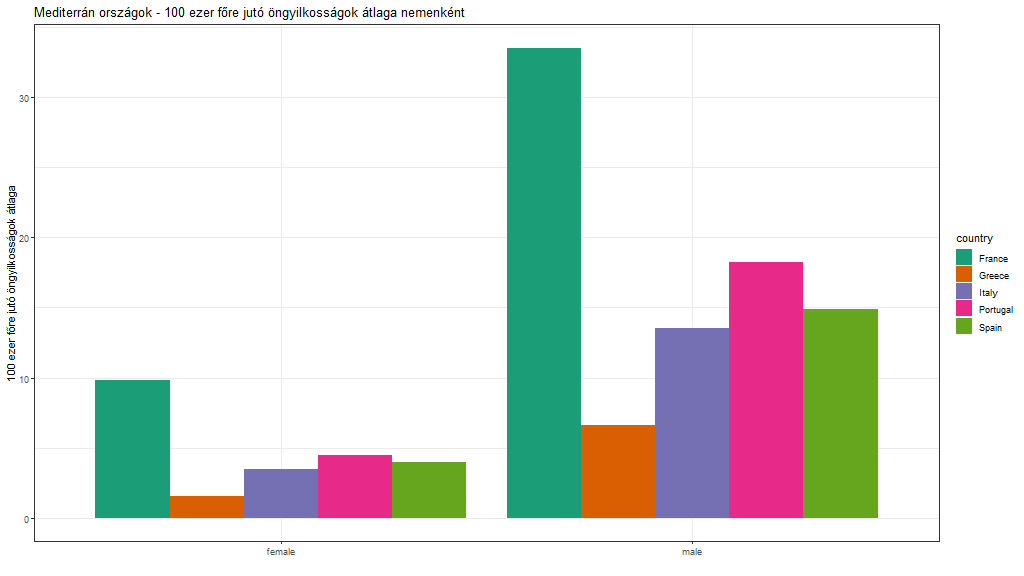 Mediterrán országok - 100 ezer főre jutó öngyilkosságok átlaga nemenként
100 ezer főre jutó öngyilkosságok átlaga
30
20
10
0
female
male
country
France
Greece
Italy
Portugal
Spain